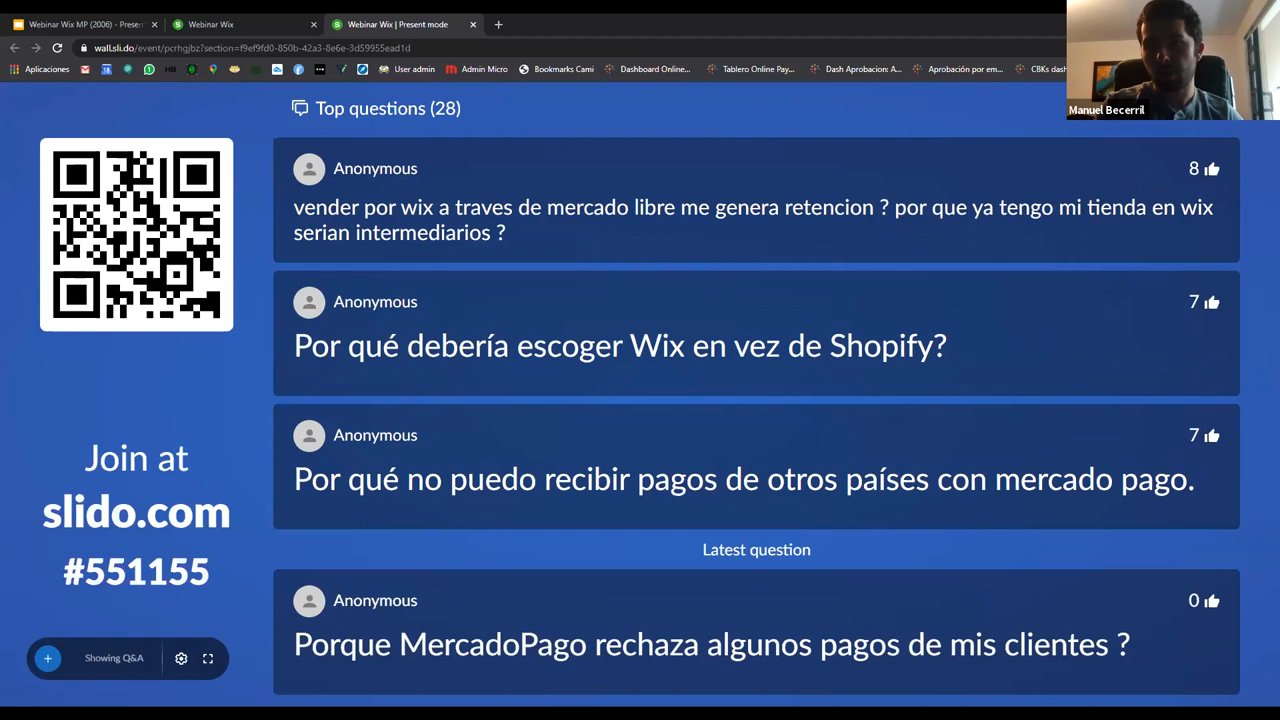 Webinar Wix MP (2006) - Presen
Webinar Wix
Webinar Wix | Present mode
wall.sli.do/event/pcrhgjbz?section=f9ef9fd0-850b-42a3-8e6e-3d59955ead1d
Aplicaciones
HB
User admin
Admin Micro
Bookmarks Cami
Dashboard Online...
Tablero Online Pay...
Dash Aprobacion: A...
Aprobación por em...
CBKs dash
Manuel Becerril
Top questions (28)
Anonymous
8
vender por wix a traves de mercado libre me genera retencion ? por que ya tengo mi tienda en wix
serian intermediarios ?
Anonymous
7
Por qué debería escoger Wix en vez de Shopify?
Anonymous
7
Por qué no puedo recibir pagos de otros países con mercado pago.
Latest question
Anonymous
0
Porque MercadoPago rechaza algunos pagos de mis clientes ?
Join at
slido.com
#551155
Showing Q&A